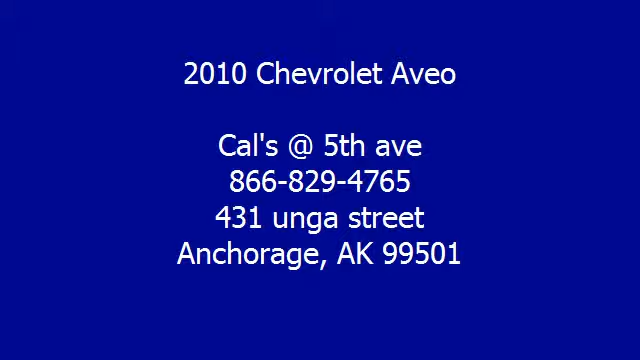 2010 Chevrolet Aveo
Cal's @ 5th ave
866-829-4765
431 unga street
Anchorage, AK 99501